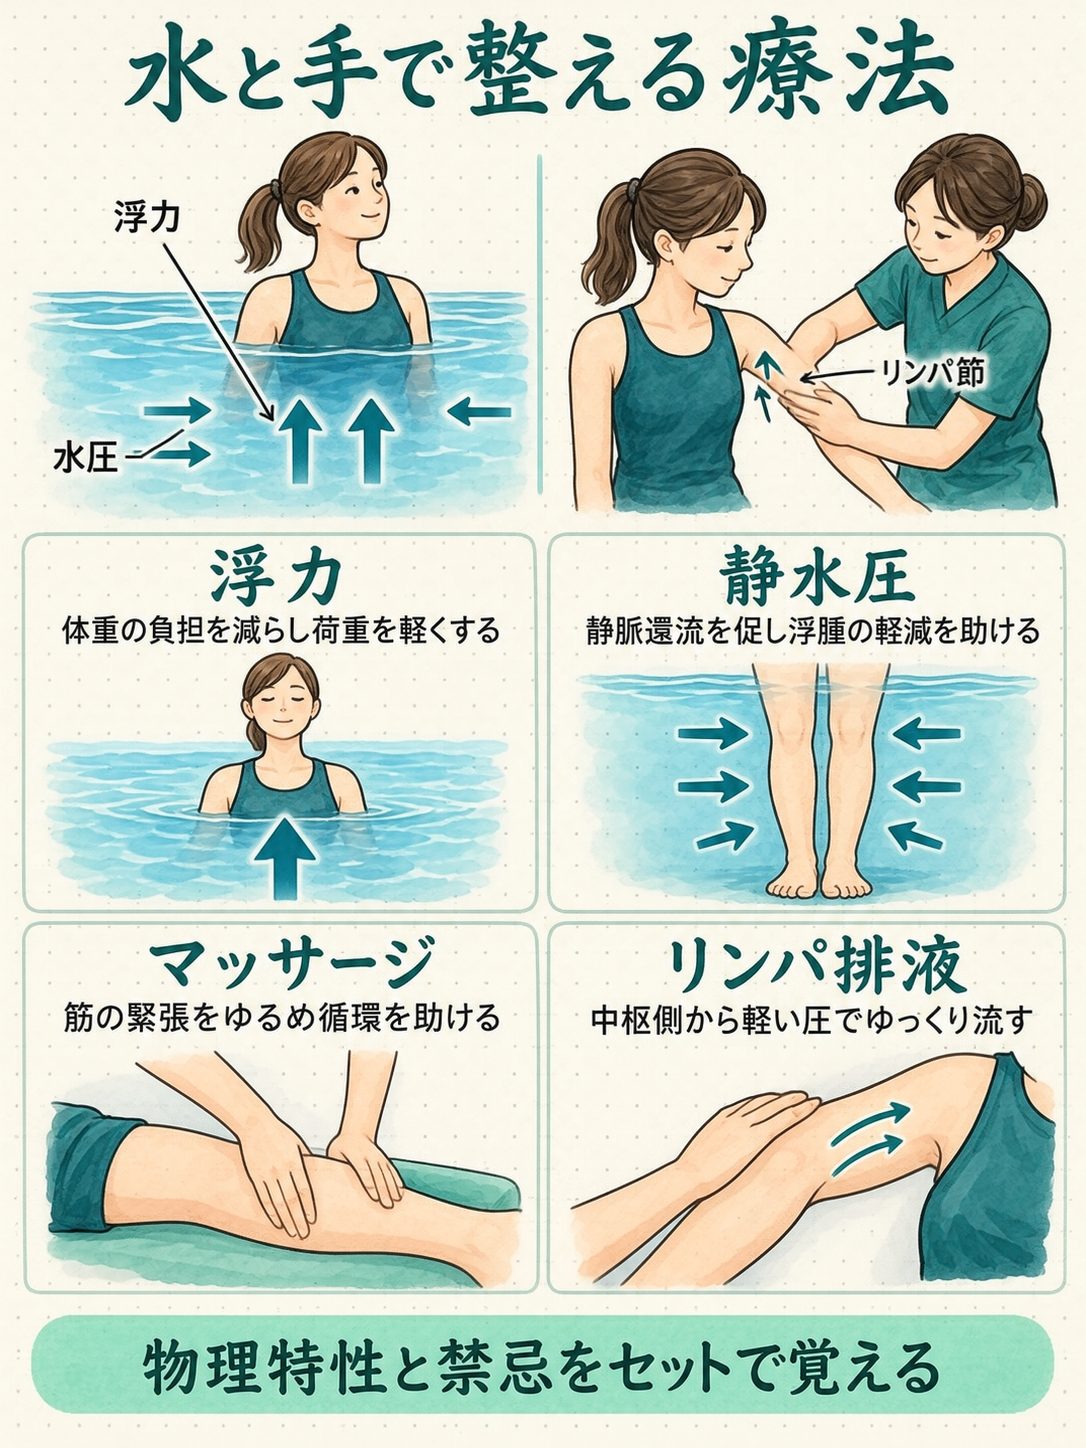 水と手で整える療法
浮力
水圧
リンパ節
浮力
体重の負担を減らし荷重を軽くする
静水圧
静脈還流を促し浮腫の軽減を助ける
マッサージ
筋の緊張をゆるめ循環を助ける
リンパ排液
中枢側から軽い圧でゆっくり流す
物理特性と禁忌をセットで覚える